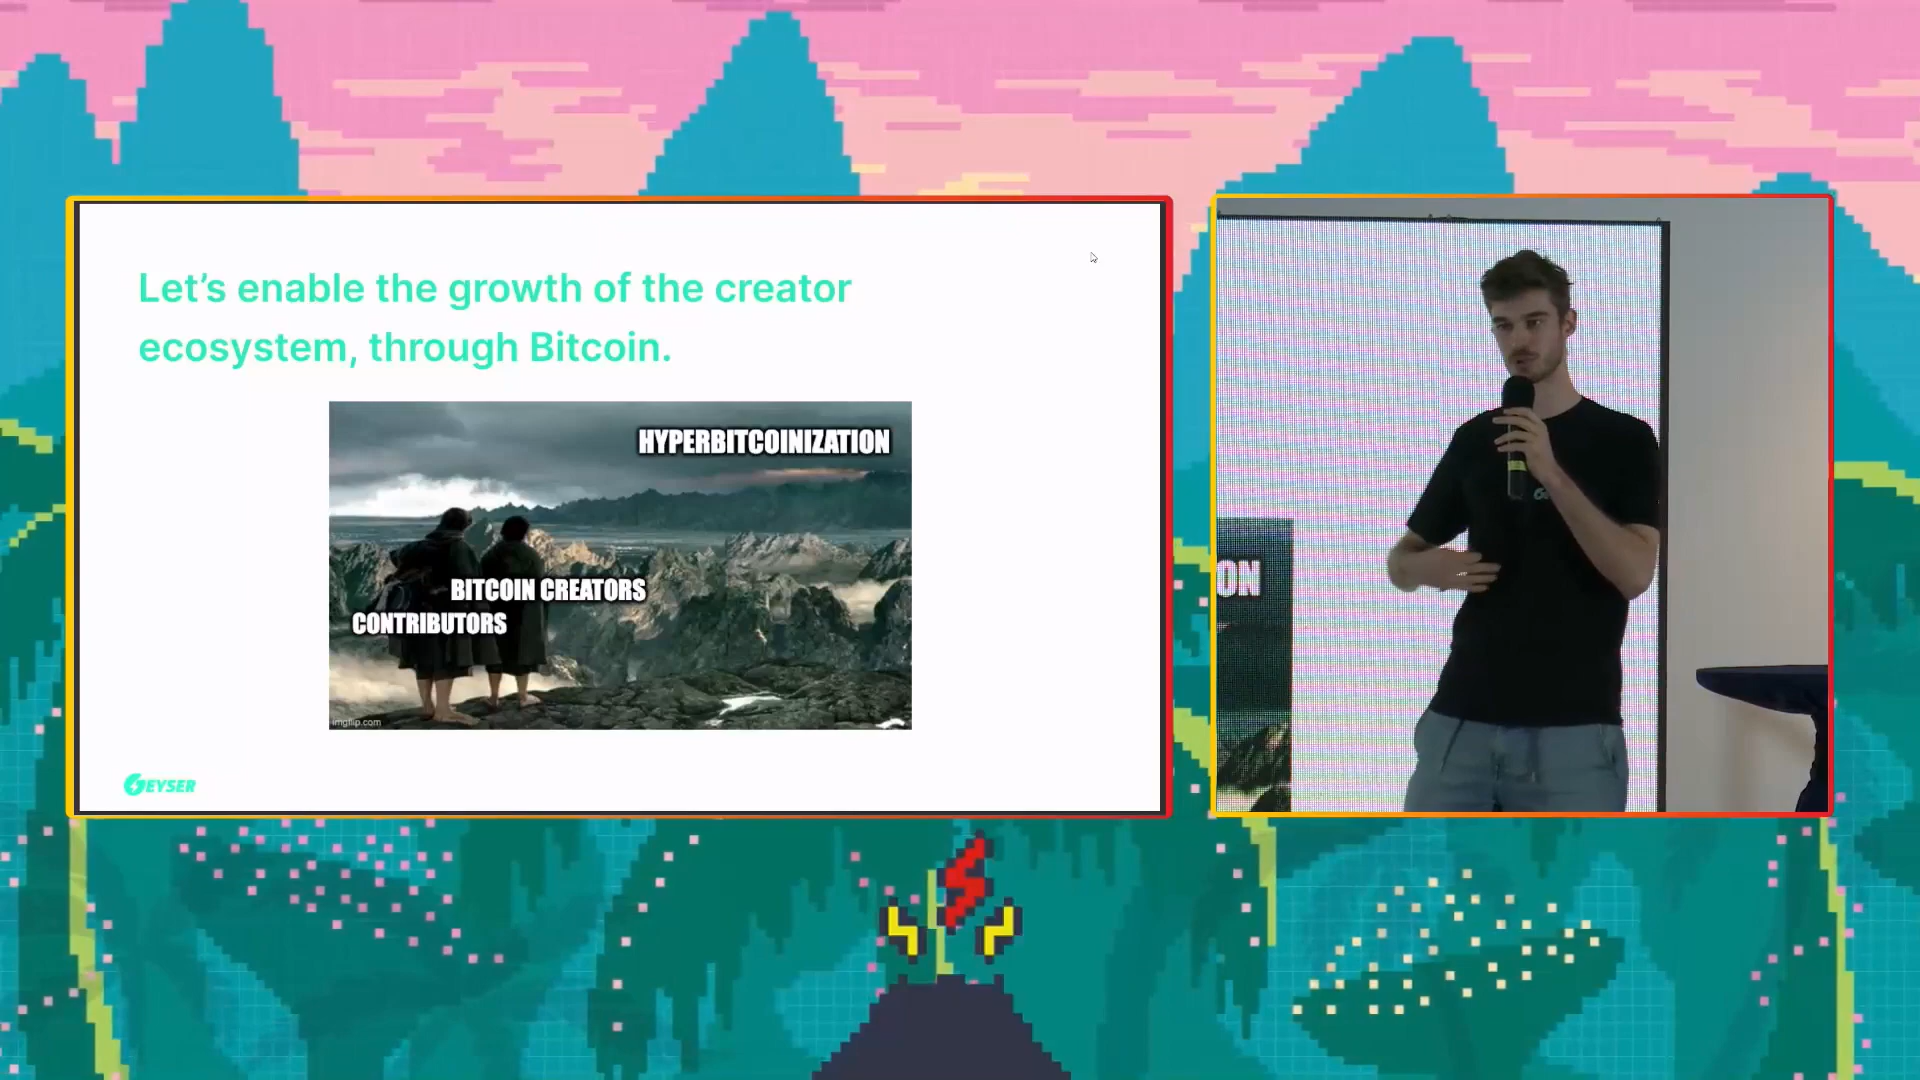 Let’s enable the growth of the creator
ecosystem, through Bitcoin.
HYPERBITCOINIZATION
BITCOIN CREATORS
CONTRIBUTORS
imgflip.com
GEYSER
ON